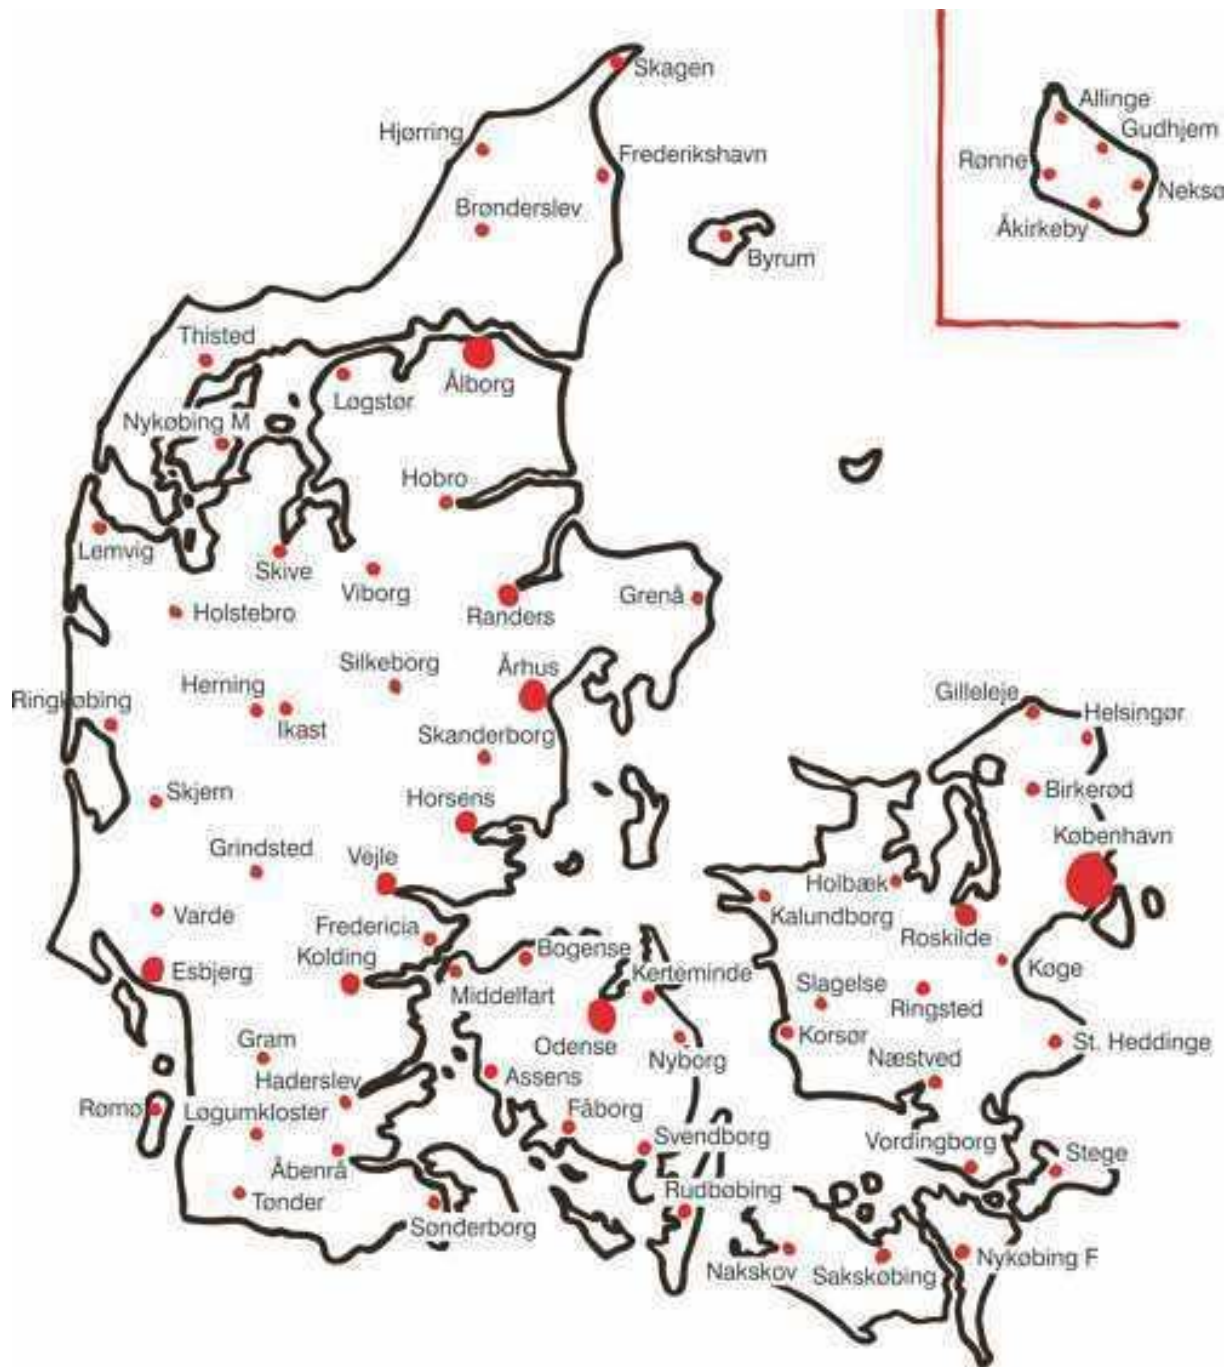 Skagen
Allinge
Hjørring
Gudhjem
Frederikshavn
Rønne
Neksø
Brønderslev
Åkirkeby
Byrum
Thisted
Ålborg
Løgstør
Nykøbing M
Hobro
Lemvig
Skive
Viborg
Grenå
Holstebro
Randers
Silkeborg
Århus
Herning
Gilleleje
Ringkøbing
Helsingør
Ikast
Skanderborg
Skjern
Birkerød
Horsens
København
Grindsted
Vejle
Holbæk
Varde
Kalundborg
Fredericia
Roskilde
Bogense
Kolding
Esbjerg
Kerteminde
Køge
Middelfart
Slagelse
Ringsted
Gram
Odense
Nyborg
Korsør
St. Heddinge
Næstved
Haderslev
Assens
Rømø
Løgumkloster
Fåborg
Svendborg
Vordingborg
Stege
Åbenrå
Rudbøbing
Tønder
Sønderborg
Nakskov
Sakskøbing
Nykøbing F